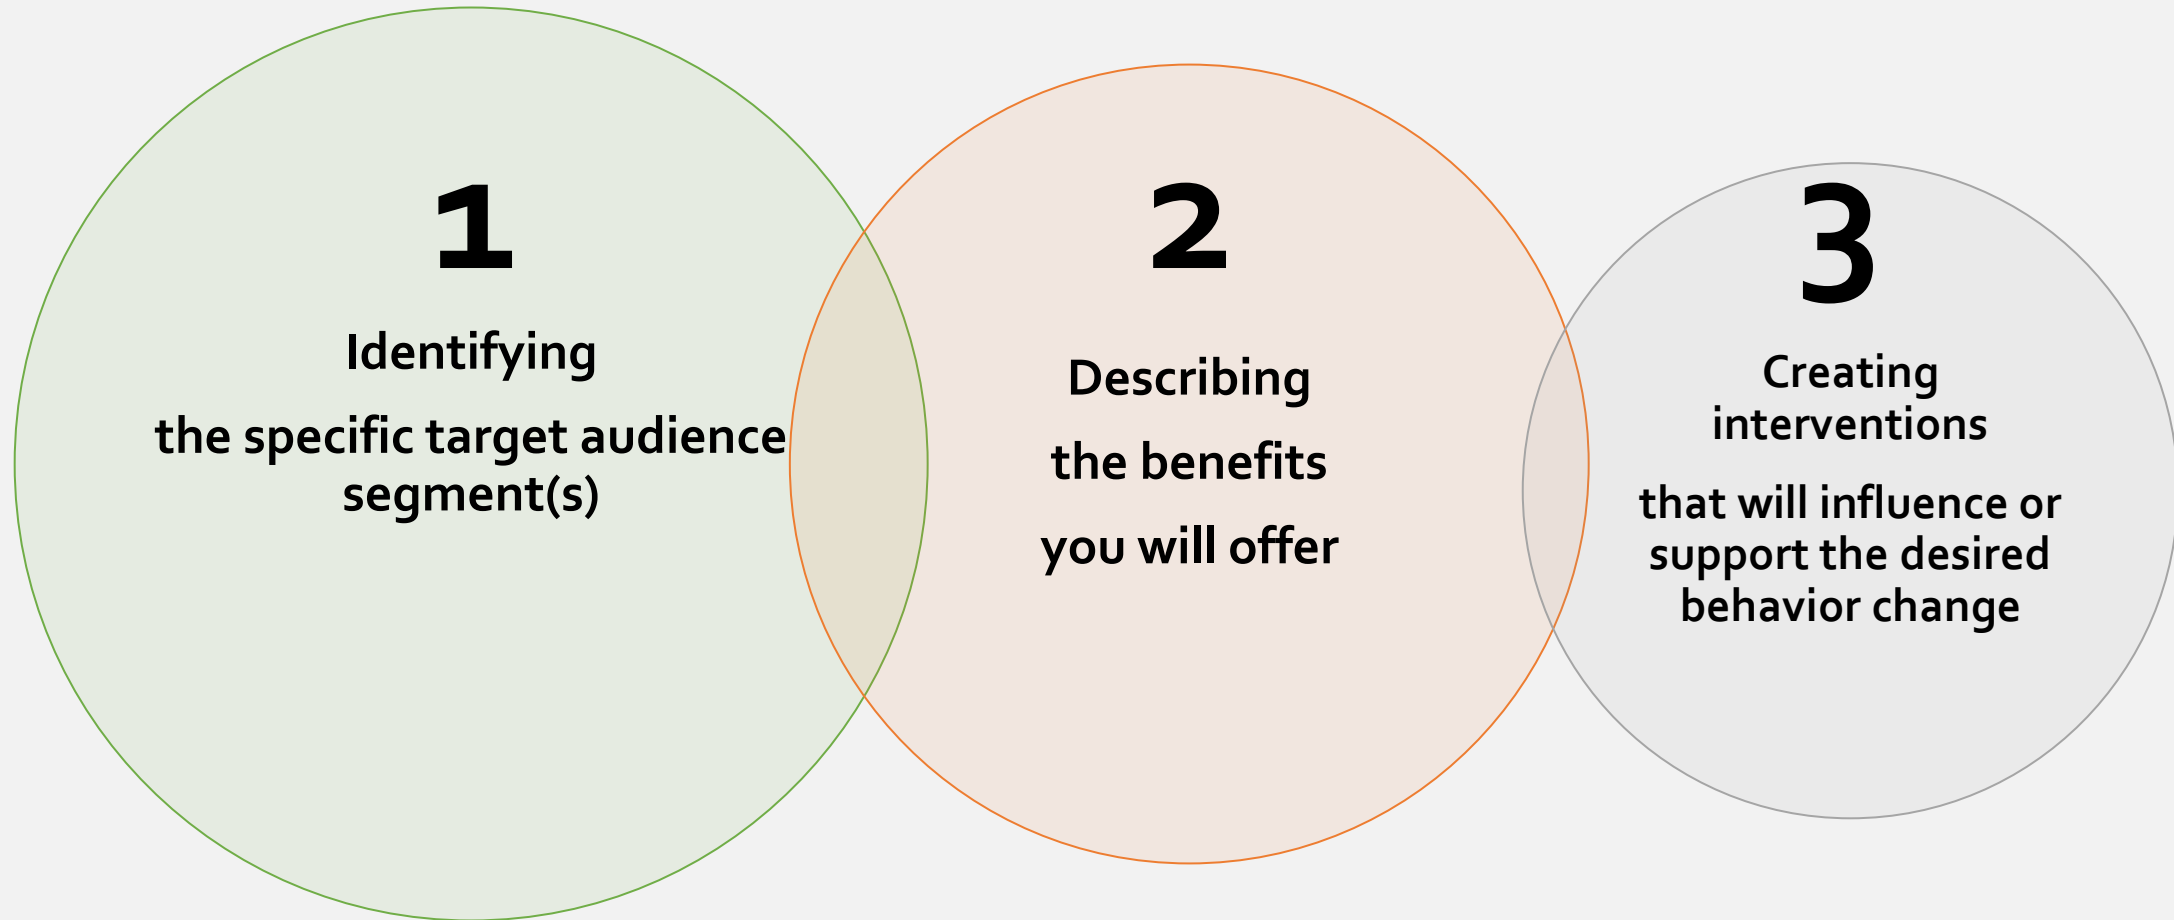 1
Identifying
the specific target audience
segment(s)
2
Describing
the benefits
you will offer
3
Creating
interventions
that will influence or
support the desired
behavior change